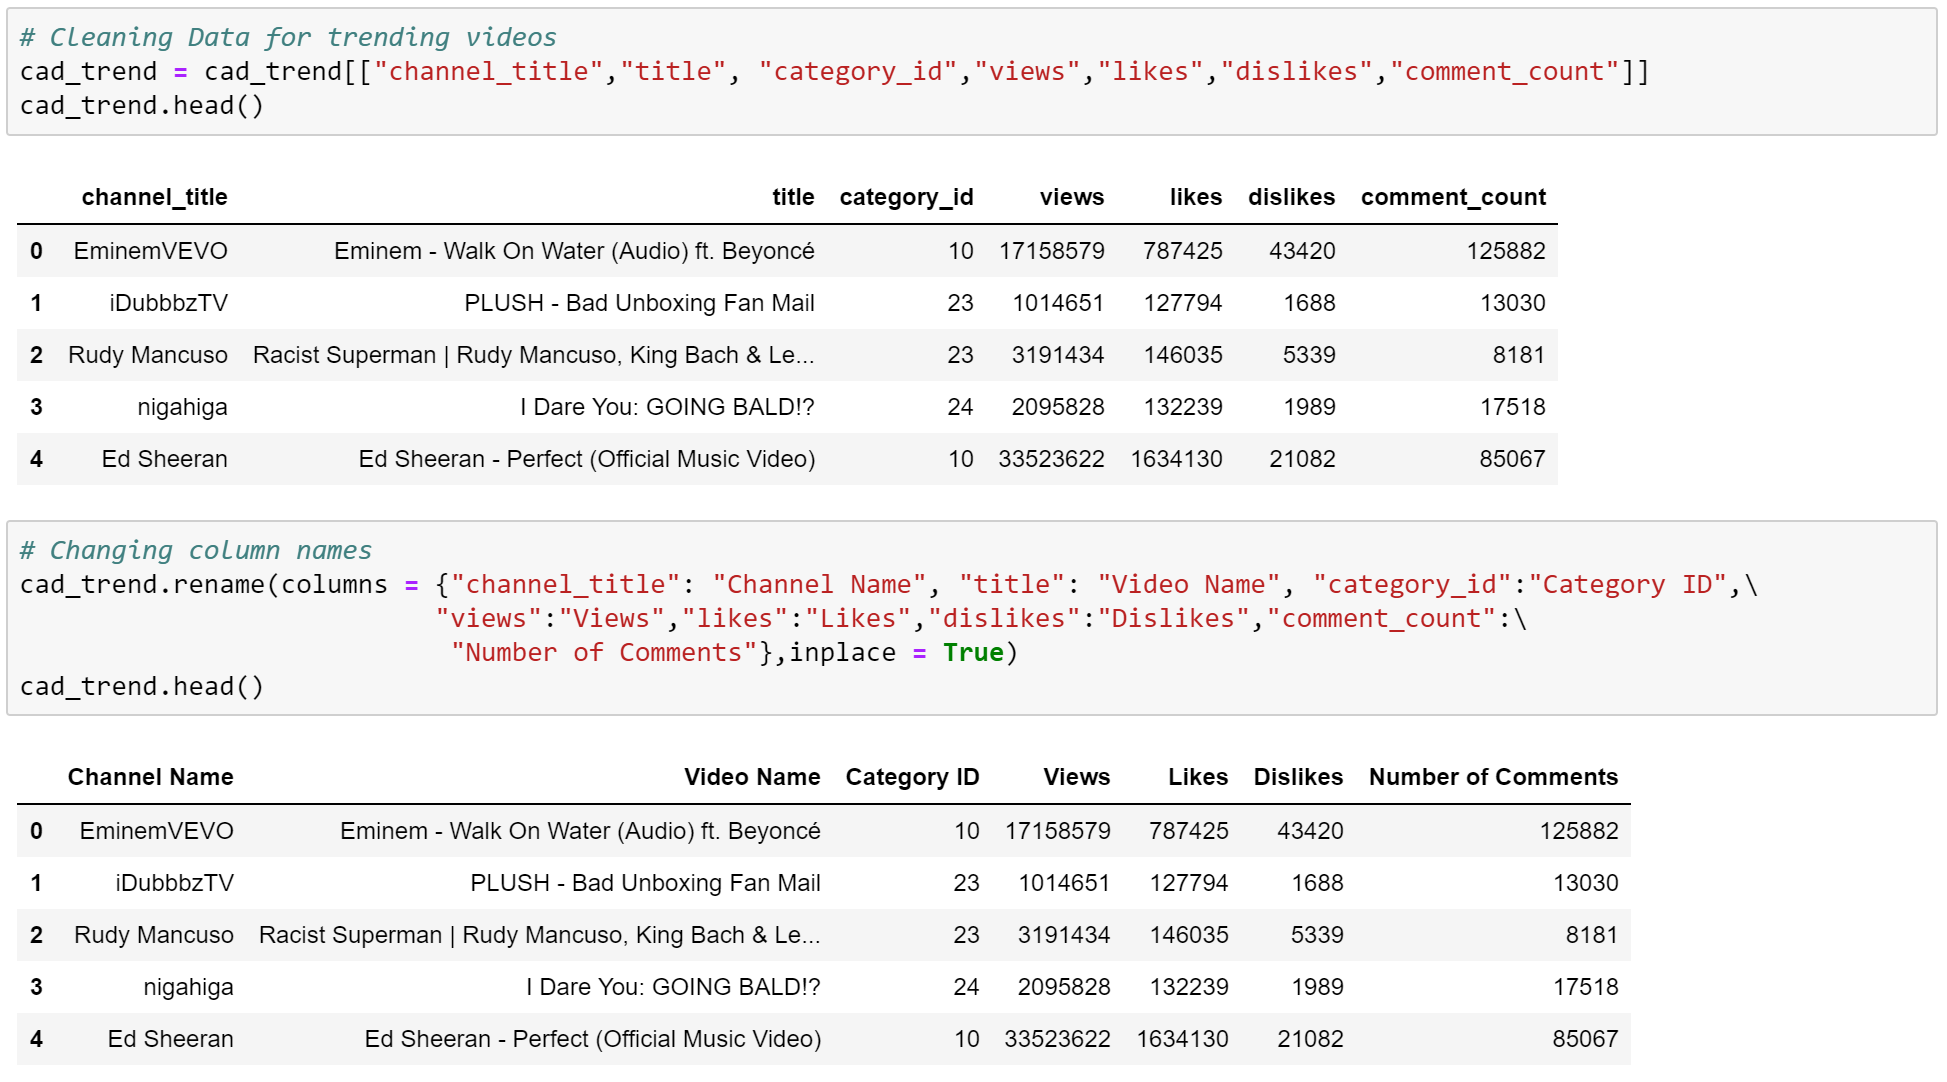 # Cleaning Data for trending videos
cad_trend = cad_trend[["channel_title","title", "category_id","views","likes","dislikes","comment_count"]]
cad_trend.head()
channel_title title category_id views likes dislikes comment_count
0 EminemVEVO Eminem - Walk On Water (Audio) ft. Beyoncé 10 17158579 787425 43420 125882
1 iDubbbzTV PLUSH - Bad Unboxing Fan Mail 23 1014651 127794 1688 13030
2 Rudy Mancuso Racist Superman | Rudy Mancuso, King Bach & Le... 23 3191434 146035 5339 8181
3 nigahiga I Dare You: GOING BALD!? 24 2095828 132239 1989 17518
4 Ed Sheeran Ed Sheeran - Perfect (Official Music Video) 10 33523622 1634130 21082 85067
# Changing column names
cad_trend.rename(columns = {"channel_title": "Channel Name", "title": "Video Name", "category_id":"Category ID",\
"views":"Views","likes":"Likes","dislikes":"Dislikes","comment_count":\
"Number of Comments"},inplace = True)
cad_trend.head()
Channel Name Video Name Category ID Views Likes Dislikes Number of Comments
0 EminemVEVO Eminem - Walk On Water (Audio) ft. Beyoncé 10 17158579 787425 43420 125882
1 iDubbbzTV PLUSH - Bad Unboxing Fan Mail 23 1014651 127794 1688 13030
2 Rudy Mancuso Racist Superman | Rudy Mancuso, King Bach & Le... 23 3191434 146035 5339 8181
3 nigahiga I Dare You: GOING BALD!? 24 2095828 132239 1989 17518
4 Ed Sheeran Ed Sheeran - Perfect (Official Music Video) 10 33523622 1634130 21082 85067